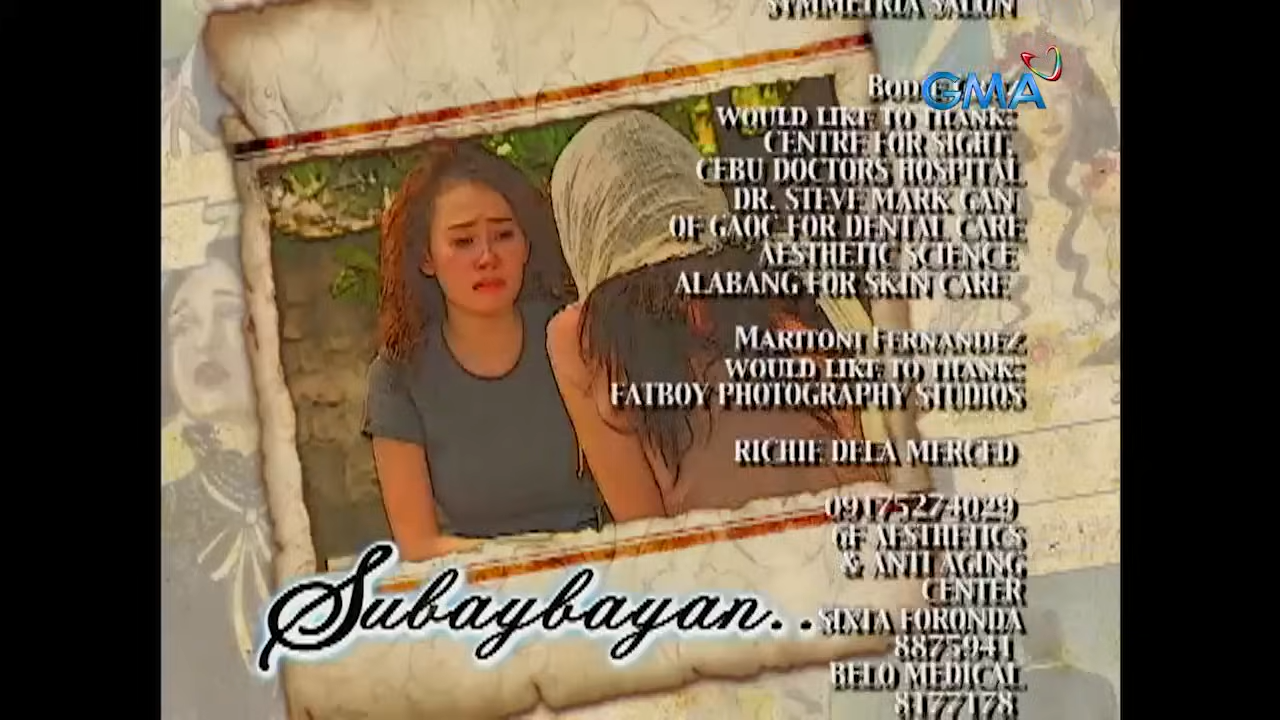 SYMMETRIA SALON
GMA
WOULD LIKE TO THANK:
CENTRE FOR SIGHT,
CEBU DOCTORS HOSPITAL
DR. STEVE MARK GAN
OF GAOC FOR DENTAL CARE
AESTHETIC SCIENCE
ALABANG FOR SKIN CARE
MARITONI FERNANDEZ
WOULD LIKE TO THANK:
FATBOY PHOTOGRAPHY STUDIOS
RICHIE DELA MERCED
09175274029
GF AESTHETICS
& ANTI AGING
CENTER
SIXTA FORONDA
8875941
BELO MEDICAL
8177178
Subaybayan..